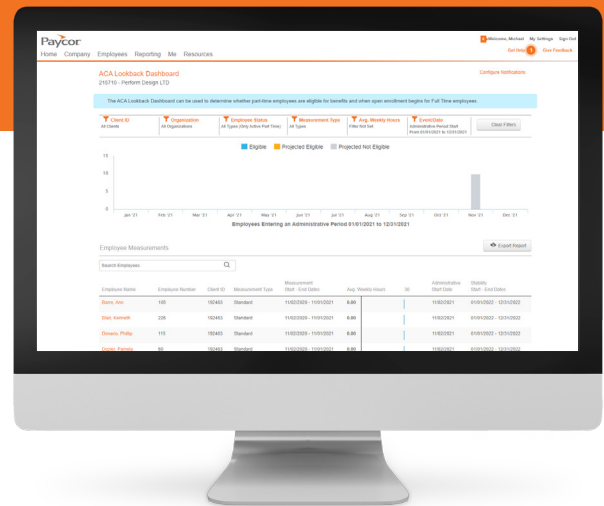 Paycor
Welcome, Michael My Settings Sign Out
Home Company Employees Reporting Me Resources
Get Help 1 Give Feedback
ACA Lookback Dashboard
Configure Notifications
215710 - Perform Design LTD
The ACA Lookback Dashboard can be used to determine whether part-time employees are eligible for benefits and when open enrollment begins for Full Time employees.
Client ID Organization Employee Status Measurement Type Avg. Weekly Hours Event/Date
All Clients All Organizations All Types (Only Active Part Time) All Types Filter Not Set Administrative Period Start
From 01/01/2021 to 12/31/2021
Clear Filters
Eligible Projected Eligible Projected Not Eligible
15
10
5
0
Jan '21 Feb '21 Mar '21 Apr '21 May '21 Jun '21 Jul '21 Aug '21 Sep '21 Oct '21 Nov '21 Dec '21
Employees Entering an Administrative Period 01/01/2021 to 12/31/2021
Employee Measurements
Export Report
Search Employees
Measurement Administrative Stability
Employee Name Employee Number Client ID Measurement Type Start - End Dates Avg. Weekly Hours 30 Start Date Start - End Dates
192463 Standard 11/02/2020 - 11/01/2021 0.00 11/02/2021 01/01/2022 - 12/31/2022
Kenneth 228 192463 Standard 11/02/2020 - 11/01/2021 0.00 11/02/2021 01/01/2022 - 12/31/2022
Phillip 115 192463 Standard 11/02/2020 - 11/01/2021 0.00 11/02/2021 01/01/2022 - 12/31/2022
Pamela 192463 Standard 11/02/2020 - 11/01/2021 0.00 11/02/2021 01/01/2022 - 12/31/2022